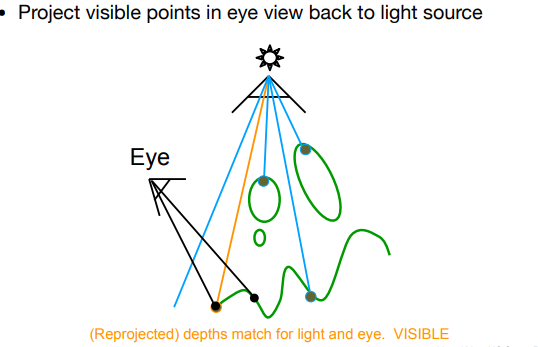 • Project visible points in eye view back to light source
Eye
(Reprojected) depths match for light and eye. VISIBLE